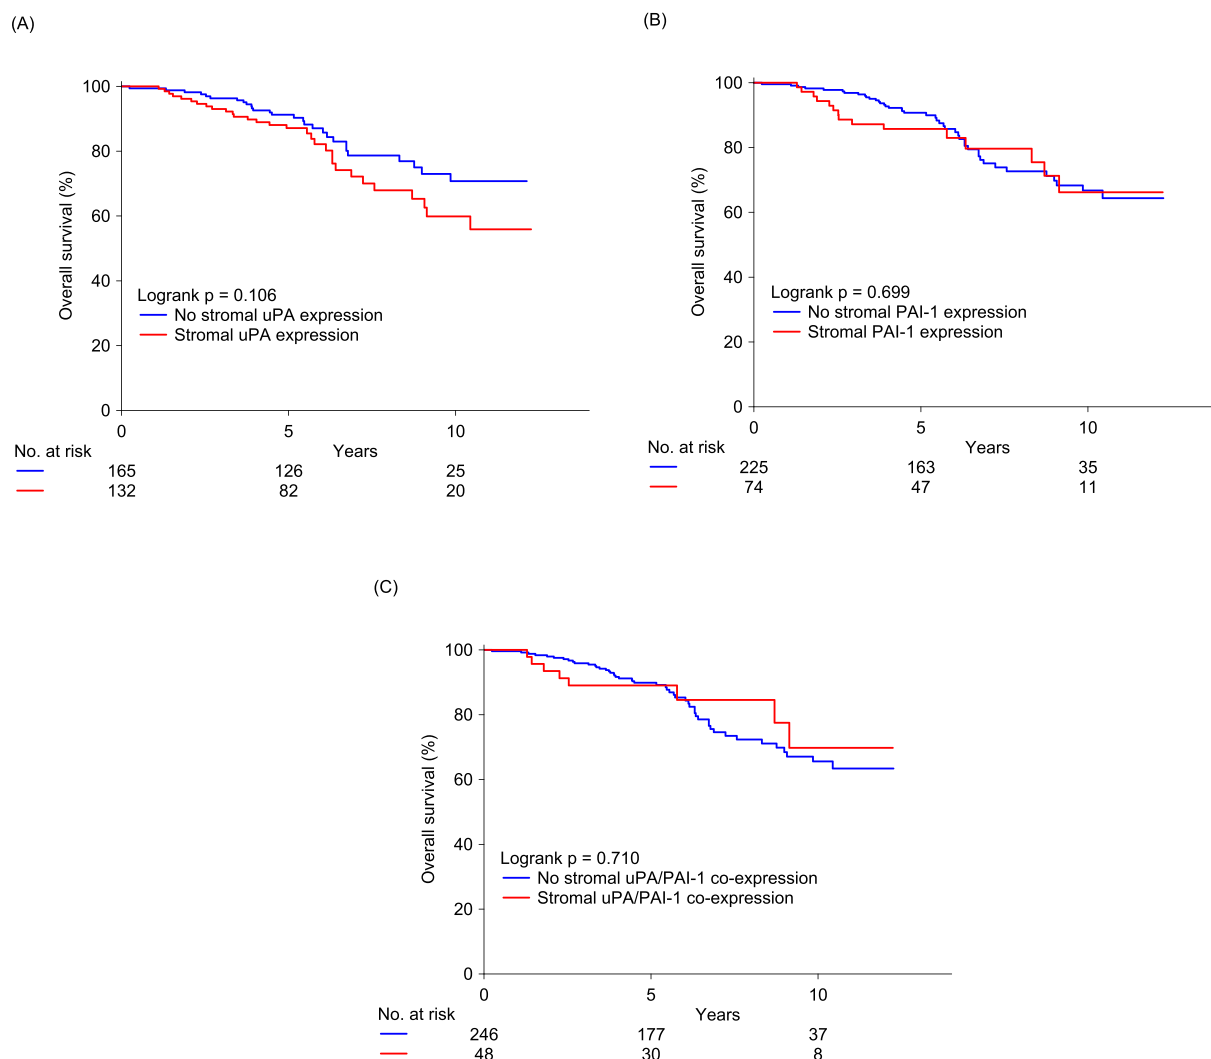 (A)
Overall survival (%)
100
80
60
40
20
0
Logrank p = 0.106
No stromal uPA expression
Stromal uPA expression
0 5 10
No. at risk Years
165 126 25
132 82 20
(B)
Overall survival (%)
100
80
60
40
20
0
Logrank p = 0.699
No stromal PAI-1 expression
Stromal PAI-1 expression
0 5 10
No. at risk Years
225 163 35
74 47 11
(C)
Overall survival (%)
100
80
60
40
20
0
Logrank p = 0.710
No stromal uPA/PAI-1 co-expression
Stromal uPA/PAI-1 co-expression
0 5 10
No. at risk Years
246 177 37
48 30 8